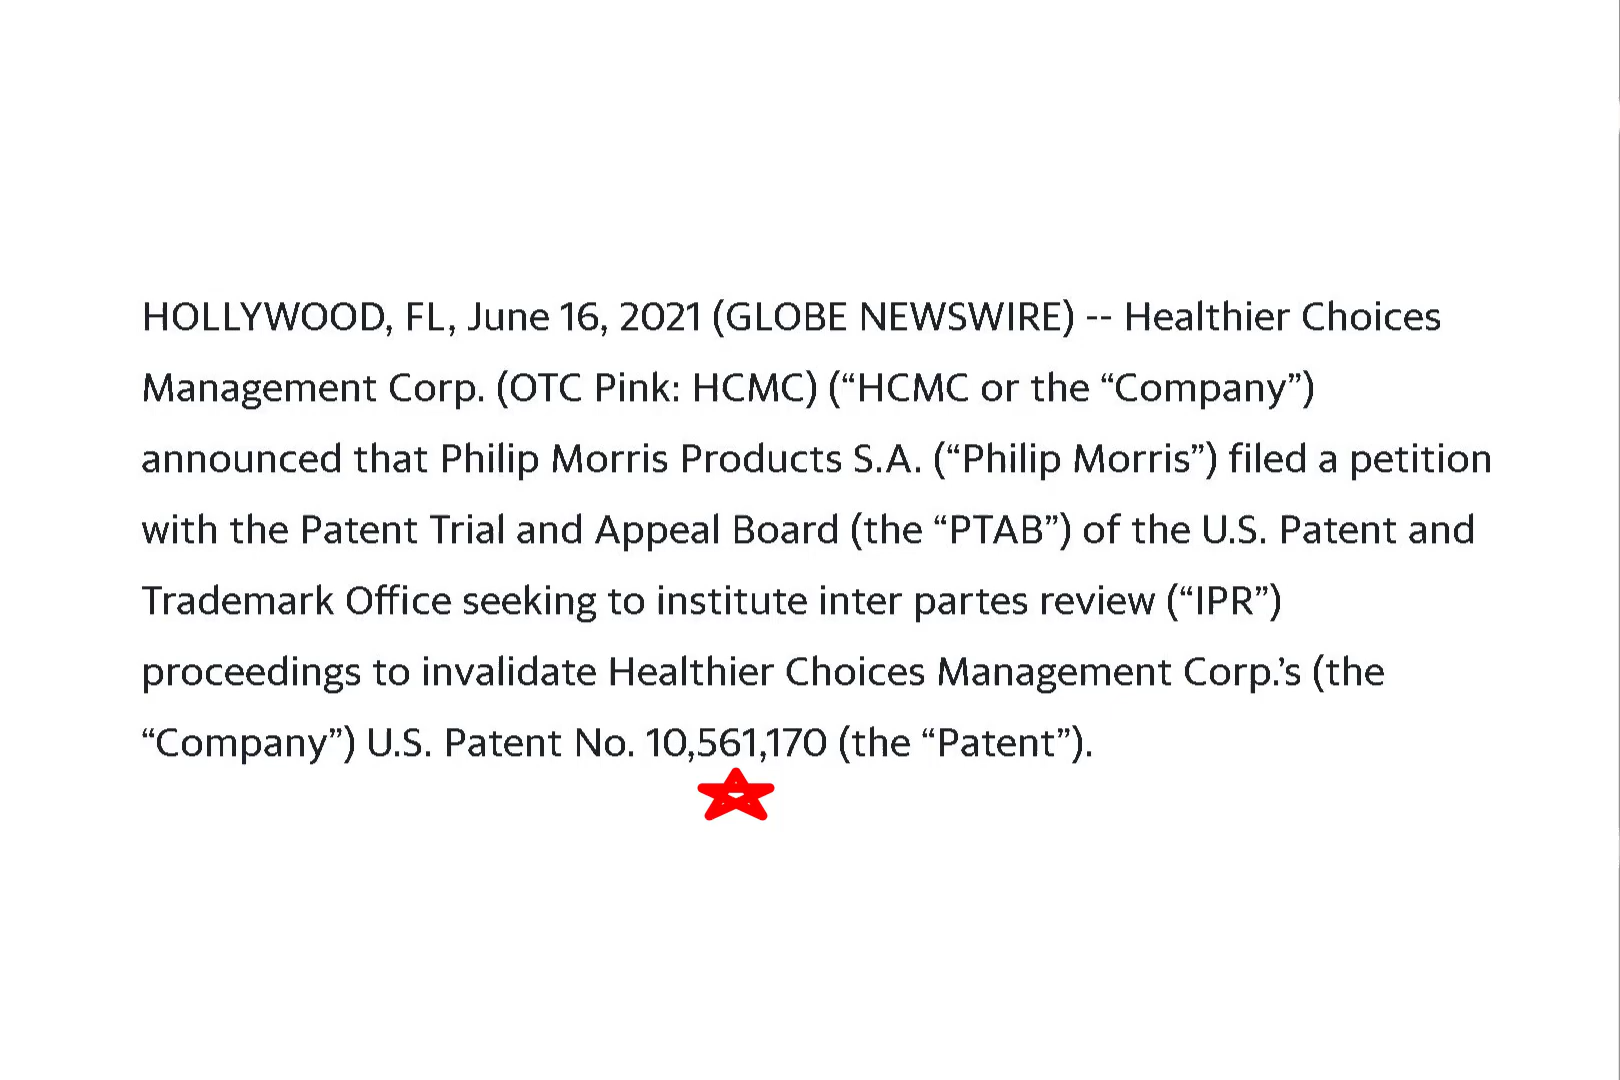 HOLLYWOOD, FL, June 16, 2021 (GLOBE NEWSWIRE) -- Healthier Choices
Management Corp. (OTC Pink: HCMC) (“HCMC or the “Company”)
announced that Philip Morris Products S.A. (“Philip Morris”) filed a petition
with the Patent Trial and Appeal Board (the “PTAB”) of the U.S. Patent and
Trademark Office seeking to institute inter partes review (“IPR”)
proceedings to invalidate Healthier Choices Management Corp.’s (the
“Company”) U.S. Patent No. 10,561,170 (the “Patent”).